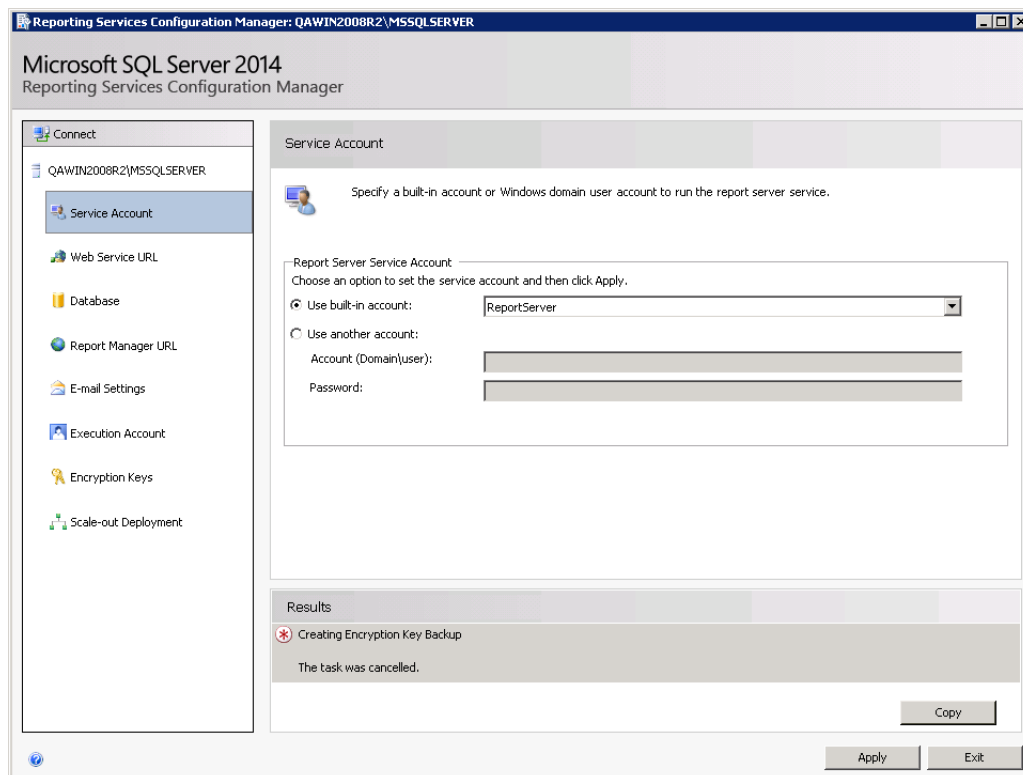 Reporting Services Configuration Manager: QAWIN2008R2\MSSQLSERVER
Microsoft SQL Server 2014
Reporting Services Configuration Manager
Connect
QAWIN2008R2\MSSQLSERVER
Service Account
Web Service URL
Database
Report Manager URL
E-mail Settings
Execution Account
Encryption Keys
Scale-out Deployment
Service Account
Specify a built-in account or Windows domain user account to run the report server service.
Report Server Service Account
Choose an option to set the service account and then click Apply.
Use built-in account: ReportServer
Use another account:
Account (Domain\user):
Password:
Results
Creating Encryption Key Backup
The task was cancelled.
Copy
Apply Exit